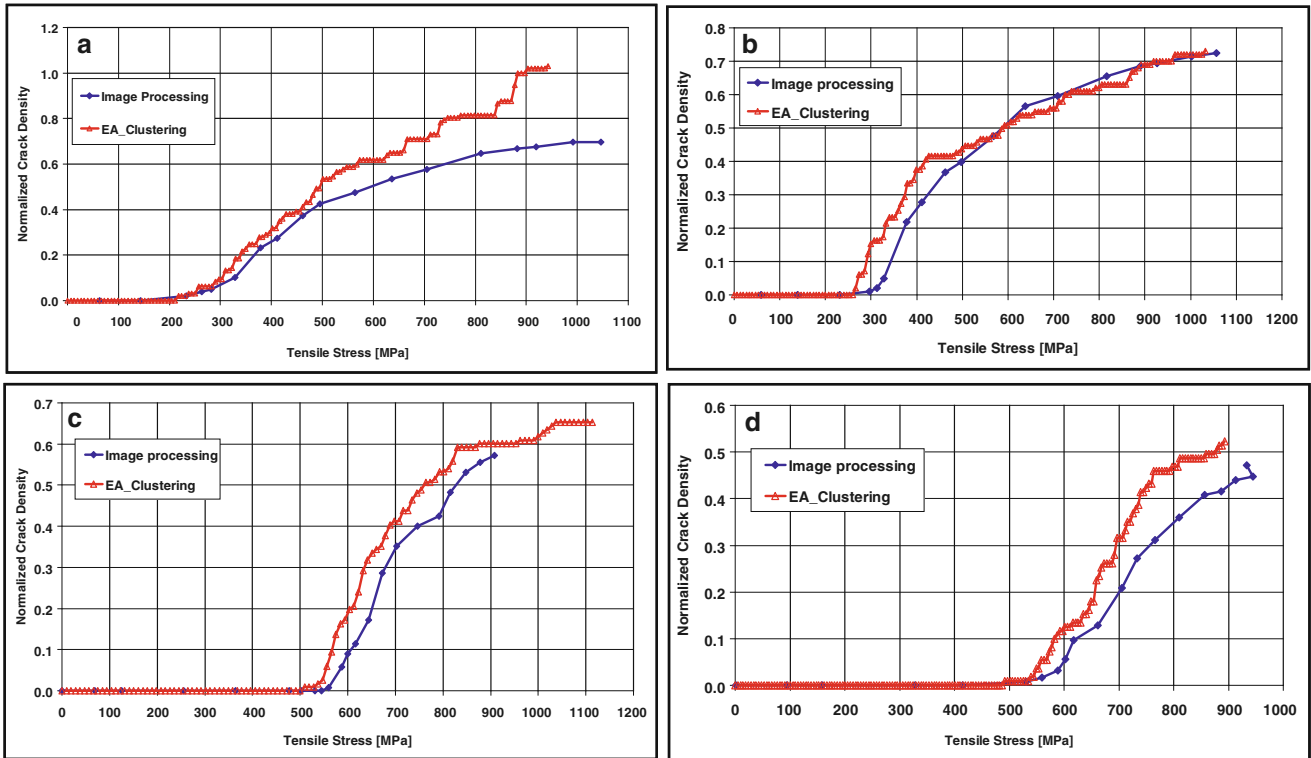 a
Normalized Crack Density
1.2
1.0
0.8
0.6
0.4
0.2
0.0
Image Processing
EA_Clustering
0 100 200 300 400 500 600 700 800 900 1000 1100
Tensile Stress [MPa]
b
Normalized Crack Density
0.8
0.7
0.6
0.5
0.4
0.3
0.2
0.1
0.0
Image Processing
EA_Clustering
0 100 200 300 400 500 600 700 800 900 1000 1100 1200
Tensile Stress [MPa]
c
Normalized Crack Density
0.7
0.6
0.5
0.4
0.3
0.2
0.1
0.0
Image processing
EA_Clustering
0 100 200 300 400 500 600 700 800 900 1000 1100 1200
Tensile Stress [MPa]
d
Normalized Crack Density
0.6
0.5
0.4
0.3
0.2
0.1
0.0
Image processing
EA_Clustering
0 100 200 300 400 500 600 700 800 900 1000
Tensile Stress [MPa]